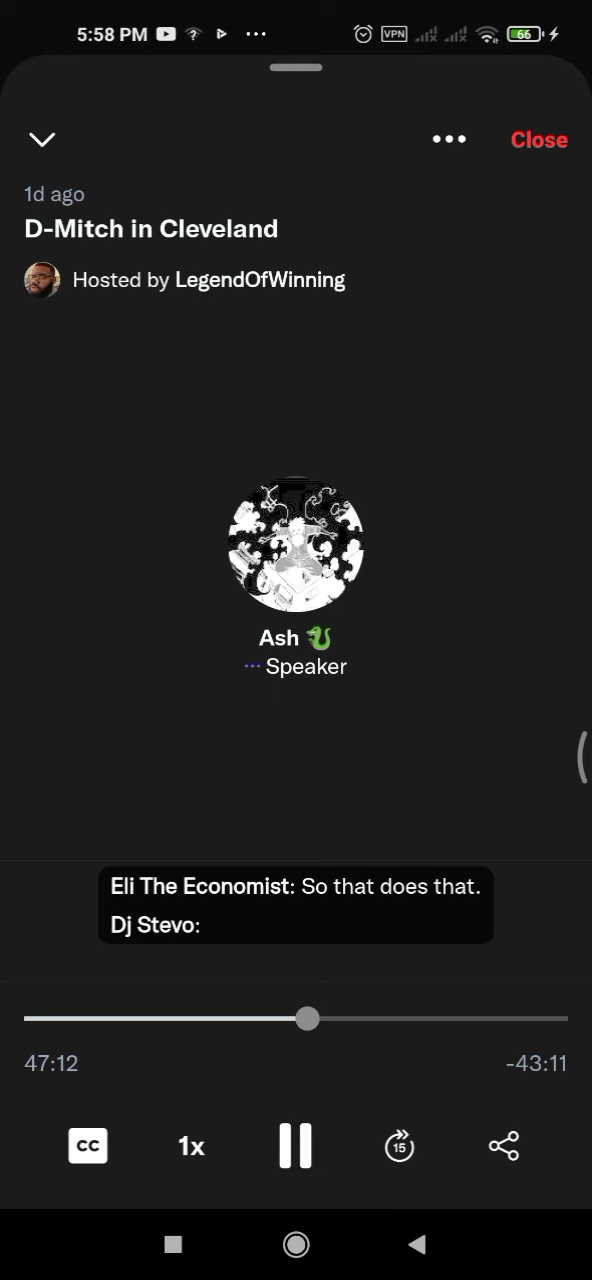 5:58 PM
VPN
66
Close
1d ago
D-Mitch in Cleveland
Hosted by LegendOfWinning
Ash
Speaker
Eli The Economist: So that does that.
Dj Stevo:
47:12
-43:11
CC
1x
15